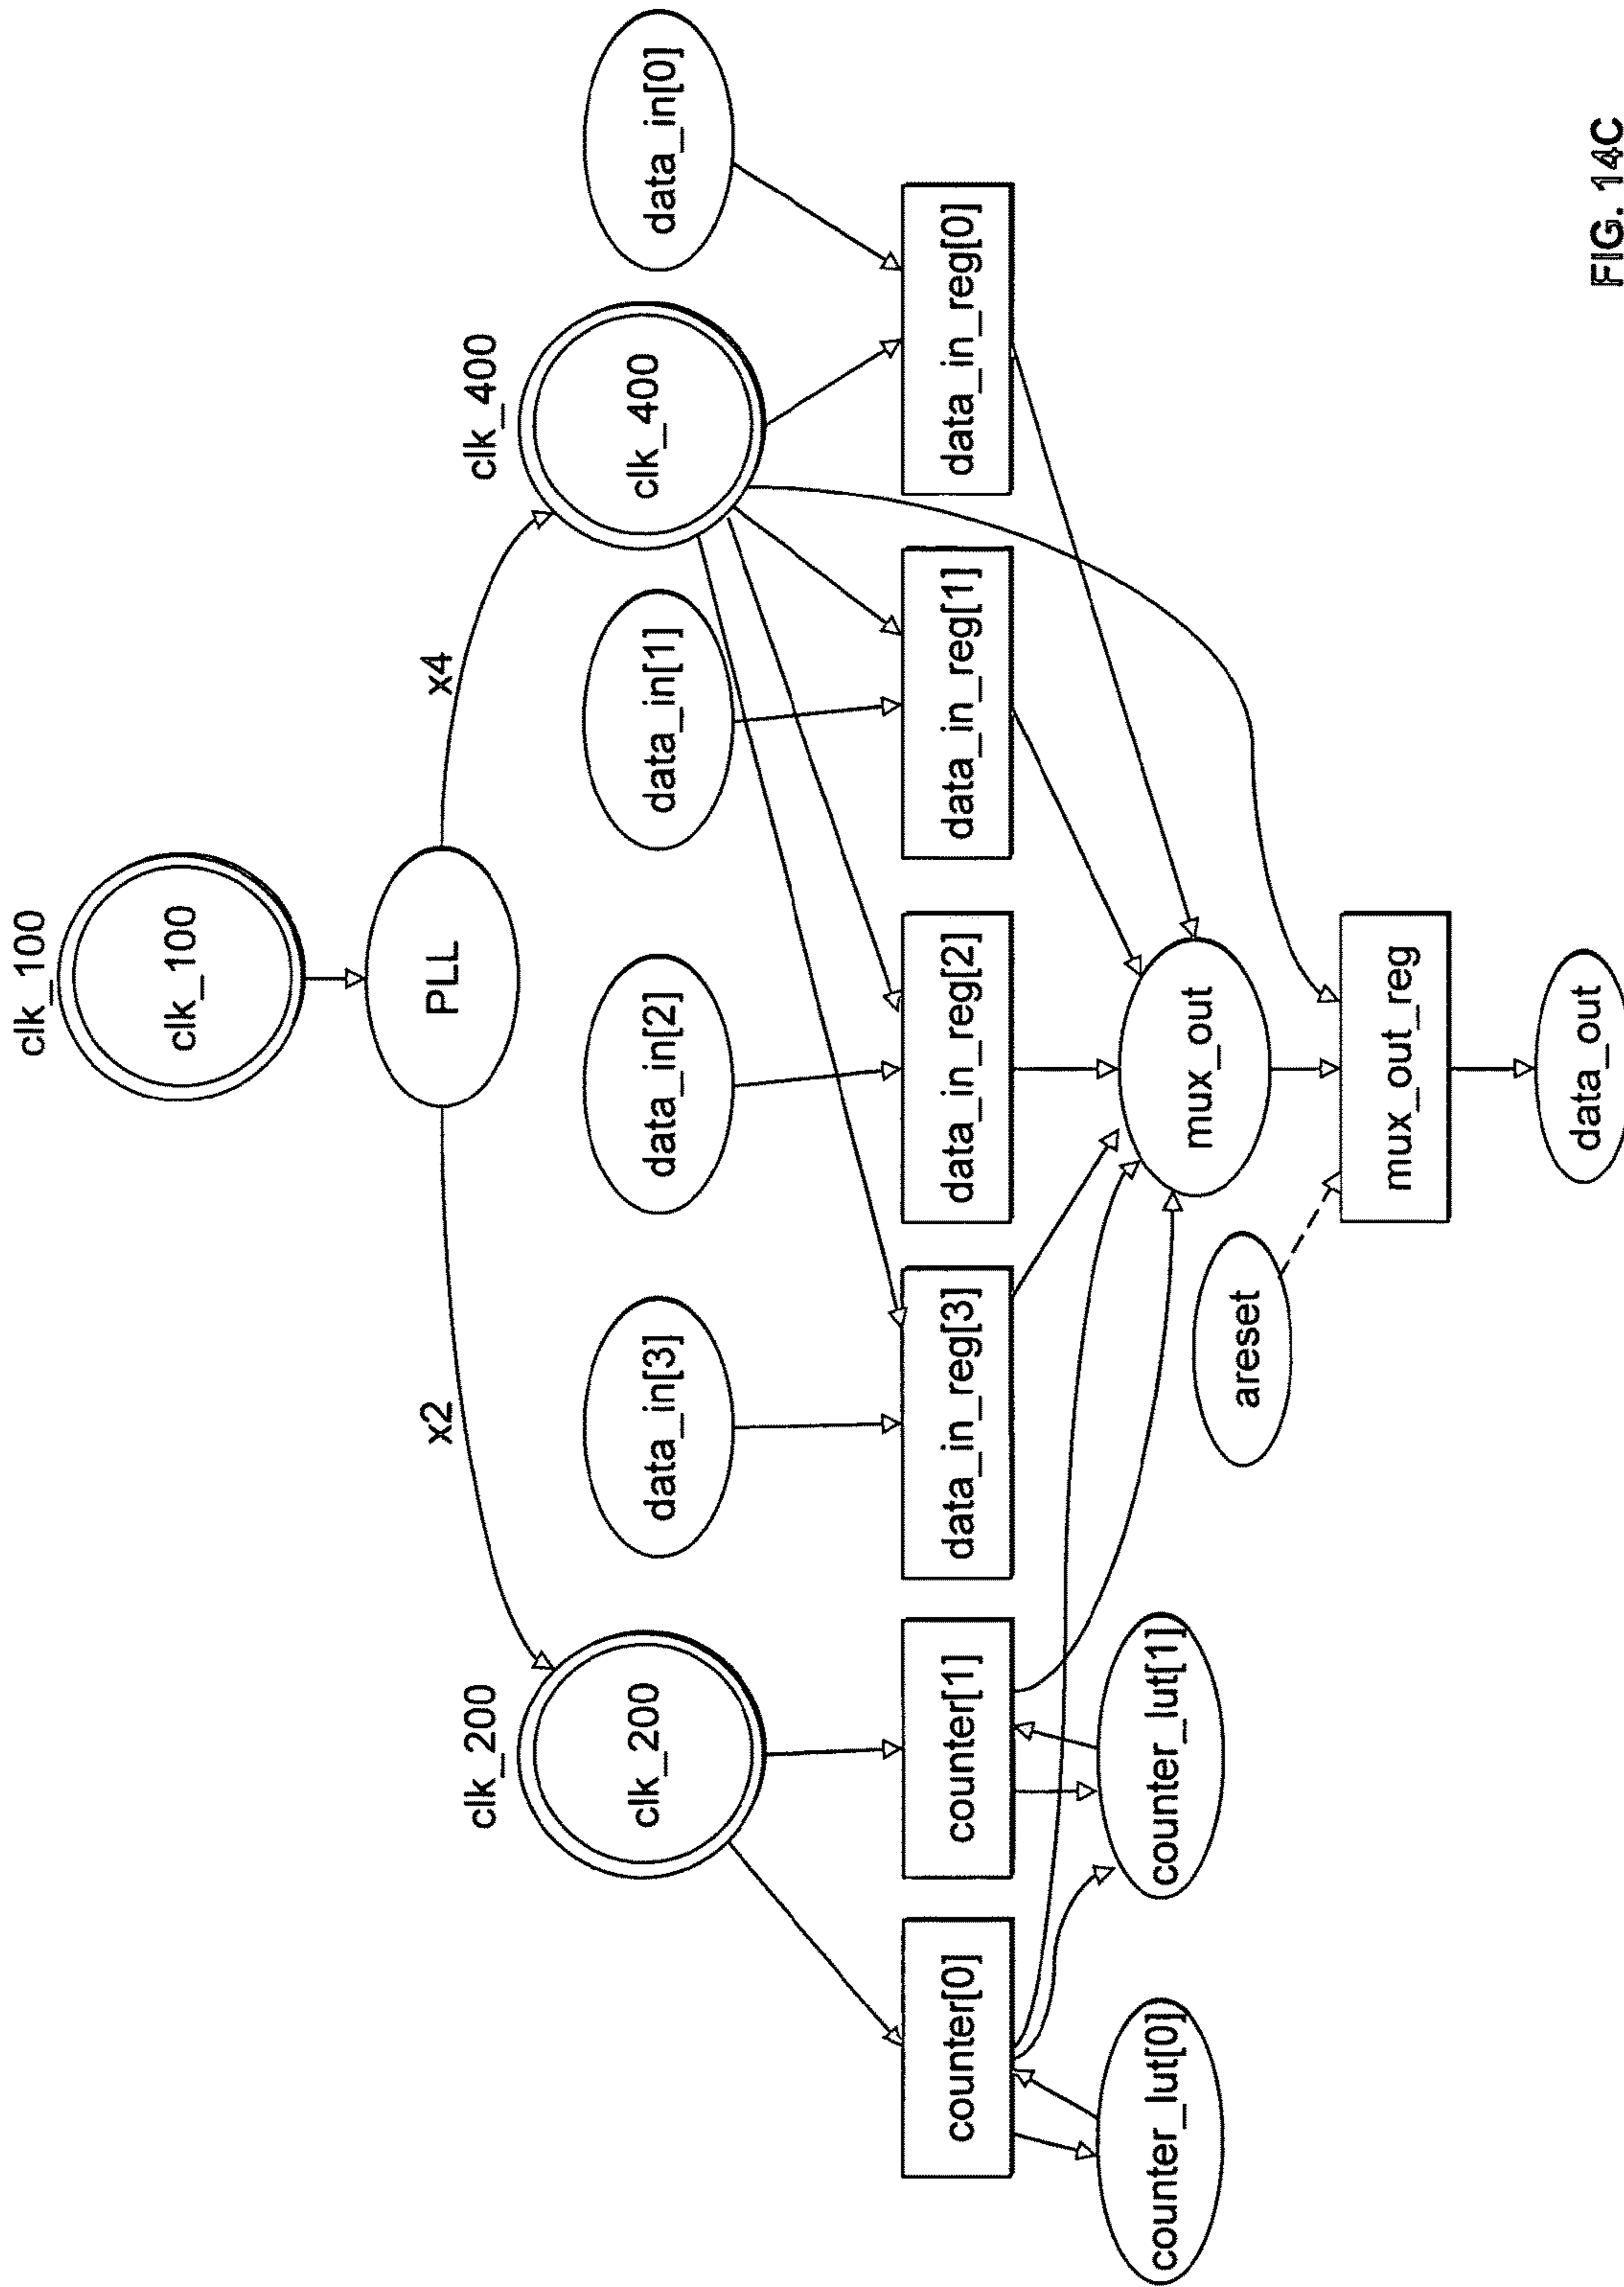 clk_100
clk_100
PLL
x2
x4
clk_200
clk_200
clk_400
clk_400
data_in[3]
data_in[2]
data_in[1]
data_in[0]
counter[0]
counter[1]
data_in_reg[3]
data_in_reg[2]
data_in_reg[1]
data_in_reg[0]
counter_lut[0]
counter_lut[1]
mux_out
areset
mux_out_reg
data_out
FIG. 14C